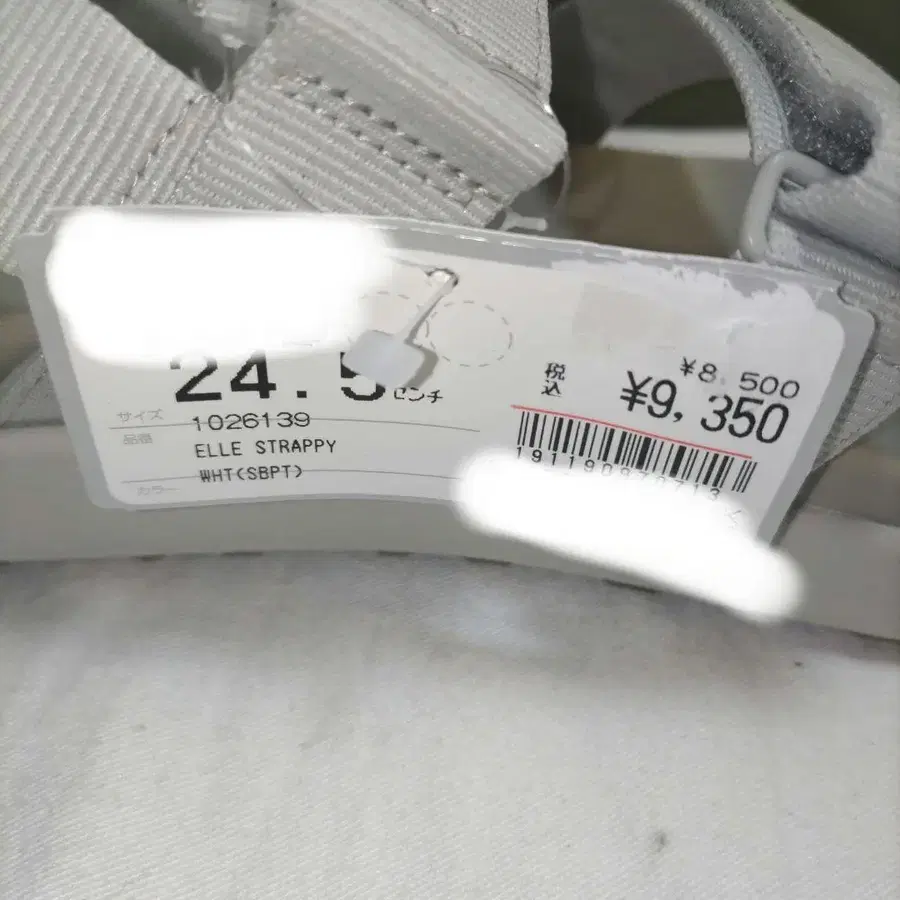 24.5センチ
サイズ
1026139
品番
ELLE STRAPPY
WHT(SBPT)
カラー
¥8,500
税込
¥9,350